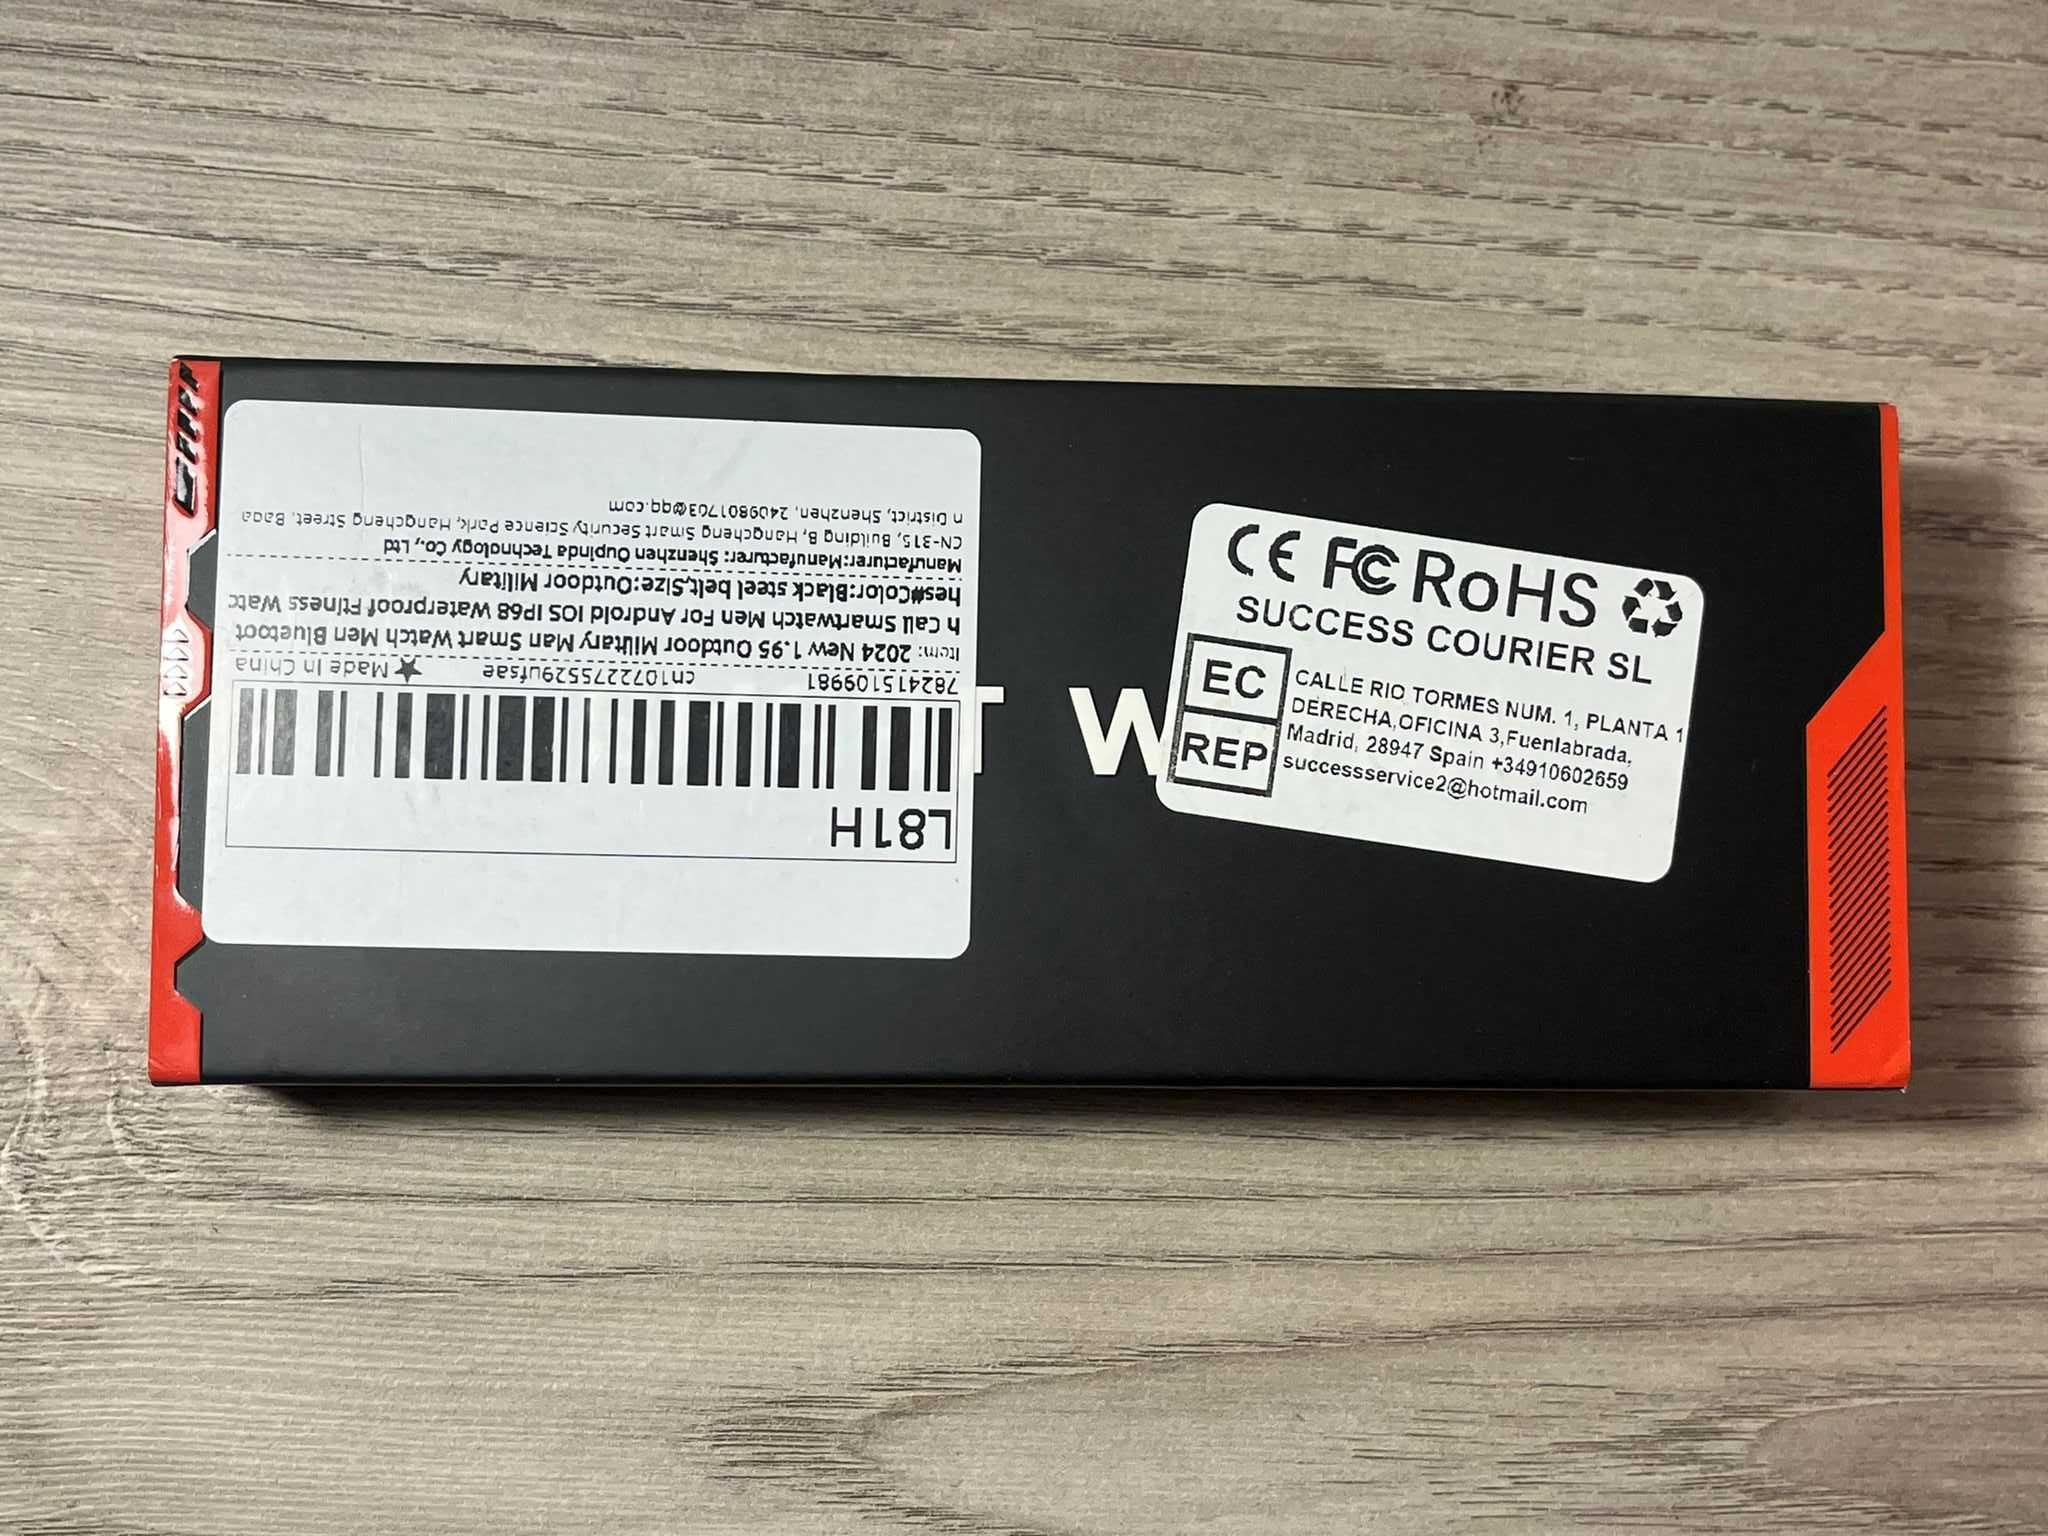 L81H
782415109981 cn10722275529ufsae ★ Made In China
Item: 2024 New 1.95 Outdoor Military Man Smart Watch Men Bluetoot
h Call Smartwatch Men For Android IOS IP68 Waterproof Ftiness Watc
hes#Color:Black steel belt,Size:Outdoor Military
Manufacturer:Manufacturer: Shenzhen Oupinda Technology Co., Ltd
CN-315, Building B, Hangcheng Smart Security Science Park, Hangcheng Street, Baoa
n District, Shenzhen, 2409801703@qq.com
T W
CE FC RoHS
SUCCESS COURIER SL
EC
REP
CALLE RIO TORMES NUM. 1, PLANTA 1
DERECHA,OFICINA 3,Fuenlabrada,
Madrid, 28947 Spain +34910602659
successservice2@hotmail.com